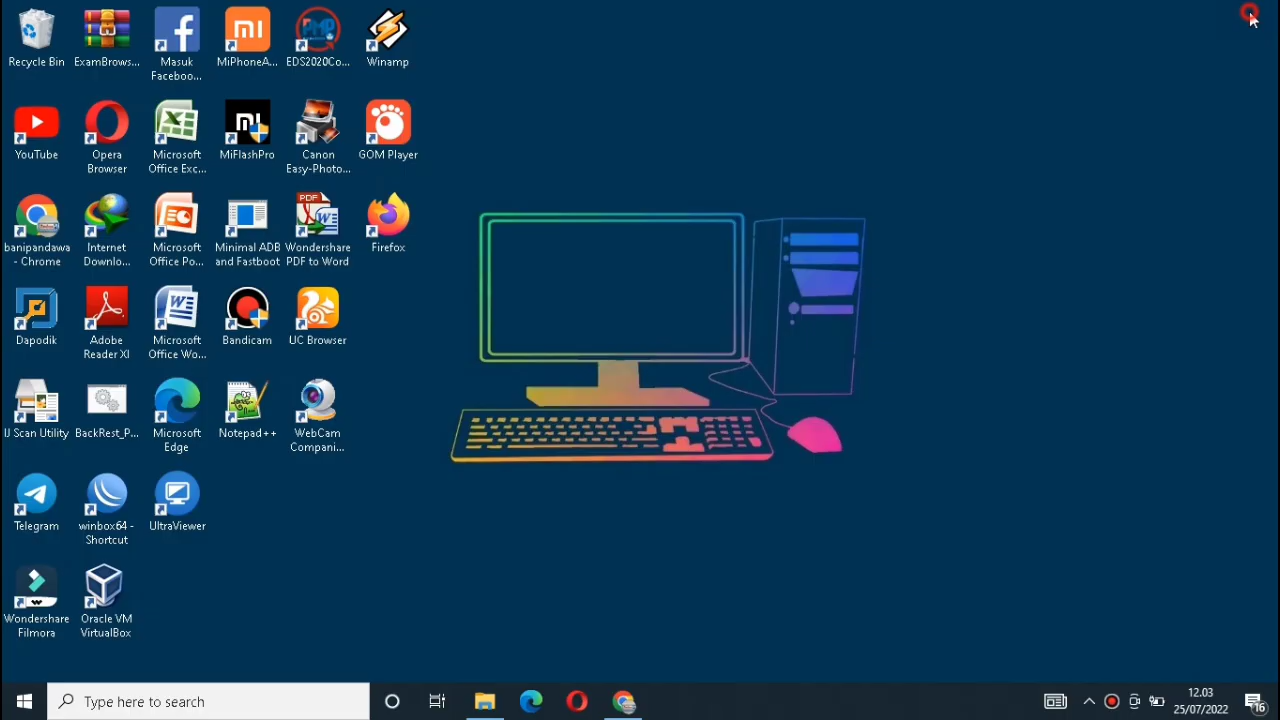 Recycle Bin
ExamBrows...
Masuk
Faceboo...
MiPhoneA...
EDS2020Co...
Winamp
YouTube
Opera
Browser
Microsoft
Office Exc...
MiFlashPro
Canon
Easy-Photo...
GOM Player
banipandawa
- Chrome
Internet
Downlo...
Microsoft
Office Po...
Minimal ADB
and Fastboot
PDF
Wondershare
PDF to Word
Firefox
Dapodik
Adobe
Reader XI
Microsoft
Office Wo...
Bandicam
UC Browser
IJ Scan Utility
BackRest_P...
Microsoft
Edge
Notepad++
WebCam
Compani...
Telegram
winbox64 -
Shortcut
UltraViewer
Wondershare
Filmora
Oracle VM
VirtualBox
Type here to search
12.03
25/07/2022
16